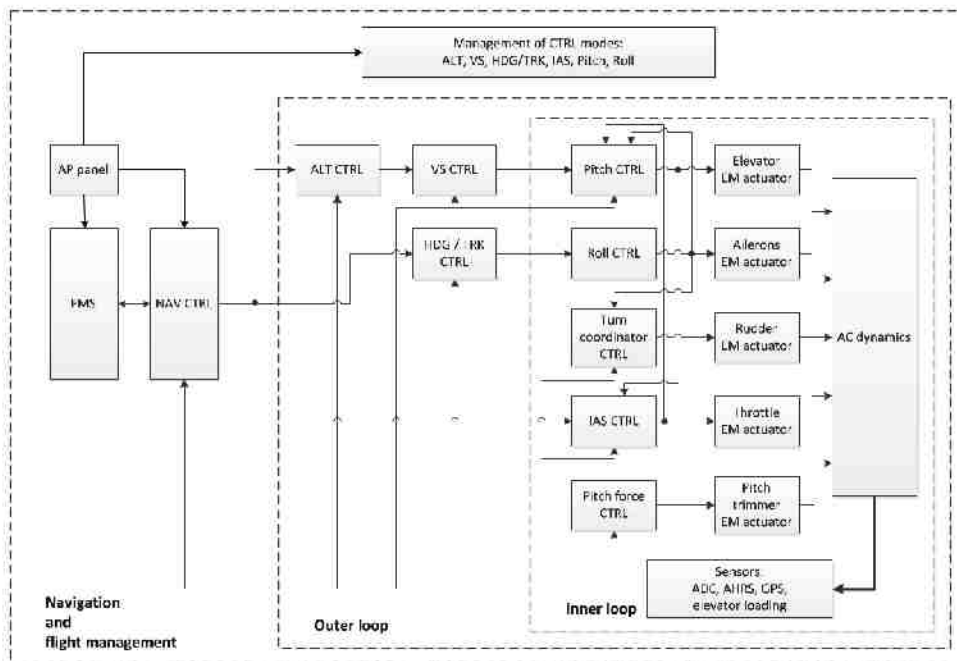 Management of CTRL modes:
ALT, VS, HDG/TRK, IAS, Pitch, Roll
AP panel
ALT CTRL
VS CTRL
Pitch CTRL
Elevator
EM actuator
FMS
NAV CTRL
HDG / TRK
CTRL
Roll CTRL
Ailerons
EM actuator
Turn
coordinator
CTRL
Rudder
EM actuator
AC dynamics
IAS CTRL
Throttle
EM actuator
Pitch force
CTRL
Pitch
trimmer
EM actuator
Sensors
ADC, AHRS, GPS,
elevator loading
Navigation
and
flight management
Outer loop
Inner loop